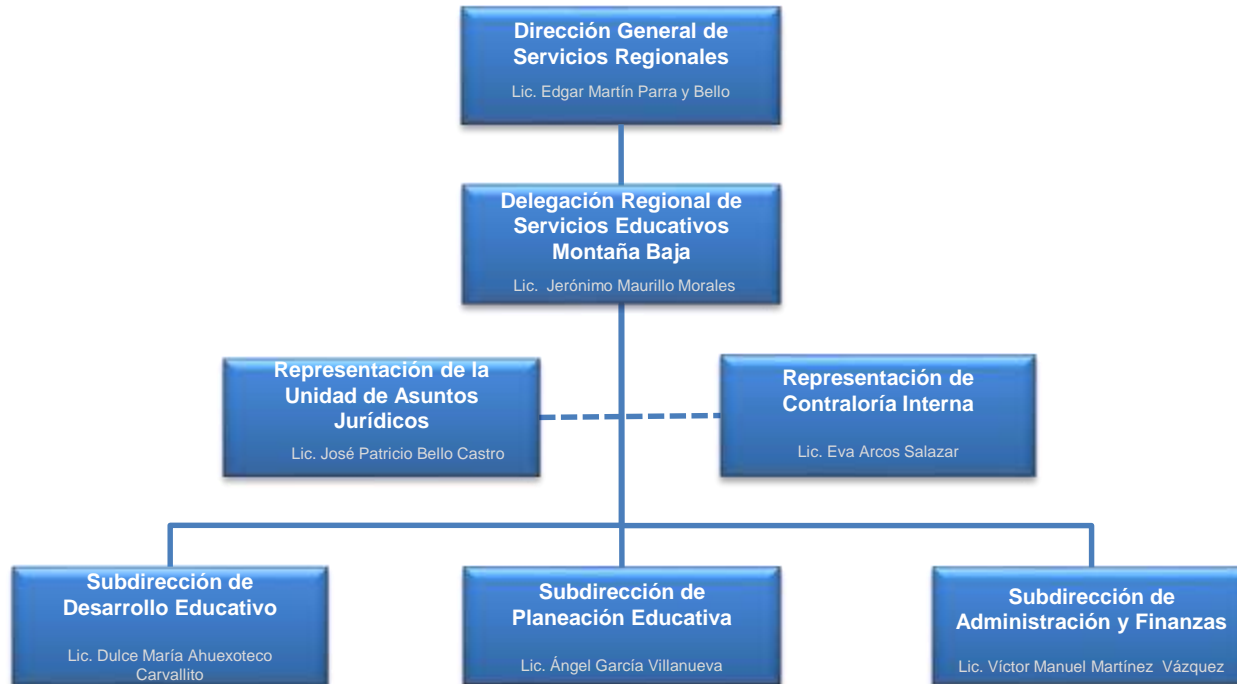 Dirección General de
Servicios Regionales
Lic. Edgar Martín Parra y Bello
Delegación Regional de
Servicios Educativos
Montaña Baja
Lic. Jerónimo Maurillo Morales
Representación de la
Unidad de Asuntos
Jurídicos
Lic. José Patricio Bello Castro
Representación de
Contraloría Interna
Lic. Eva Arcos Salazar
Subdirección de
Desarrollo Educativo
Lic. Dulce María Ahuexoteco
Carvallito
Subdirección de
Planeación Educativa
Lic. Ángel García Villanueva
Subdirección de
Administración y Finanzas
Lic. Víctor Manuel Martínez Vázquez